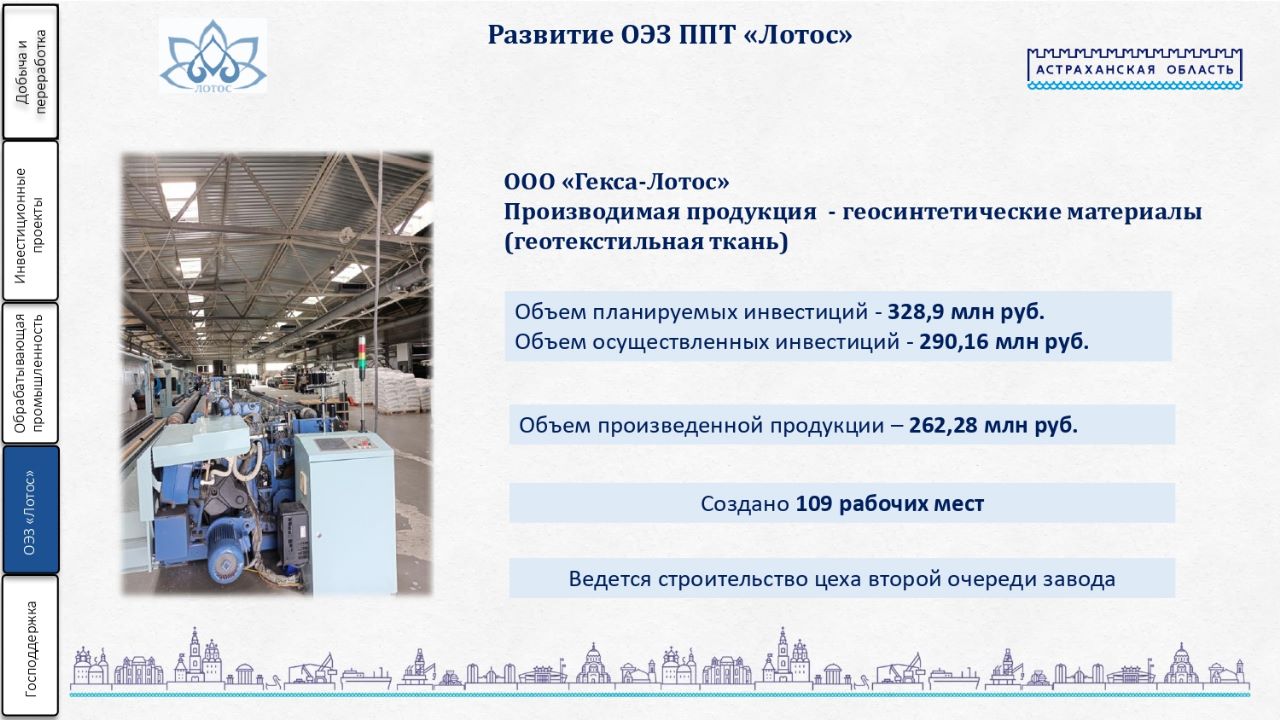 Добыча и
переработка
Инвестиционные
проекты
Обрабатывающая
промышленность
ОЭЗ «Лотос»
Господдержка
ЛОТОС
Развитие ОЭЗ ППТ «Лотос»
АСТРАХАНСКАЯ ОБЛАСТЬ
ООО «Гекса-Лотос»
Производимая продукция - геосинтетические материалы
(геотекстильная ткань)
Объем планируемых инвестиций - 328,9 млн руб.
Объем осуществленных инвестиций - 290,16 млн руб.
Объем произведенной продукции – 262,28 млн руб.
Создано 109 рабочих мест
Ведется строительство цеха второй очереди завода